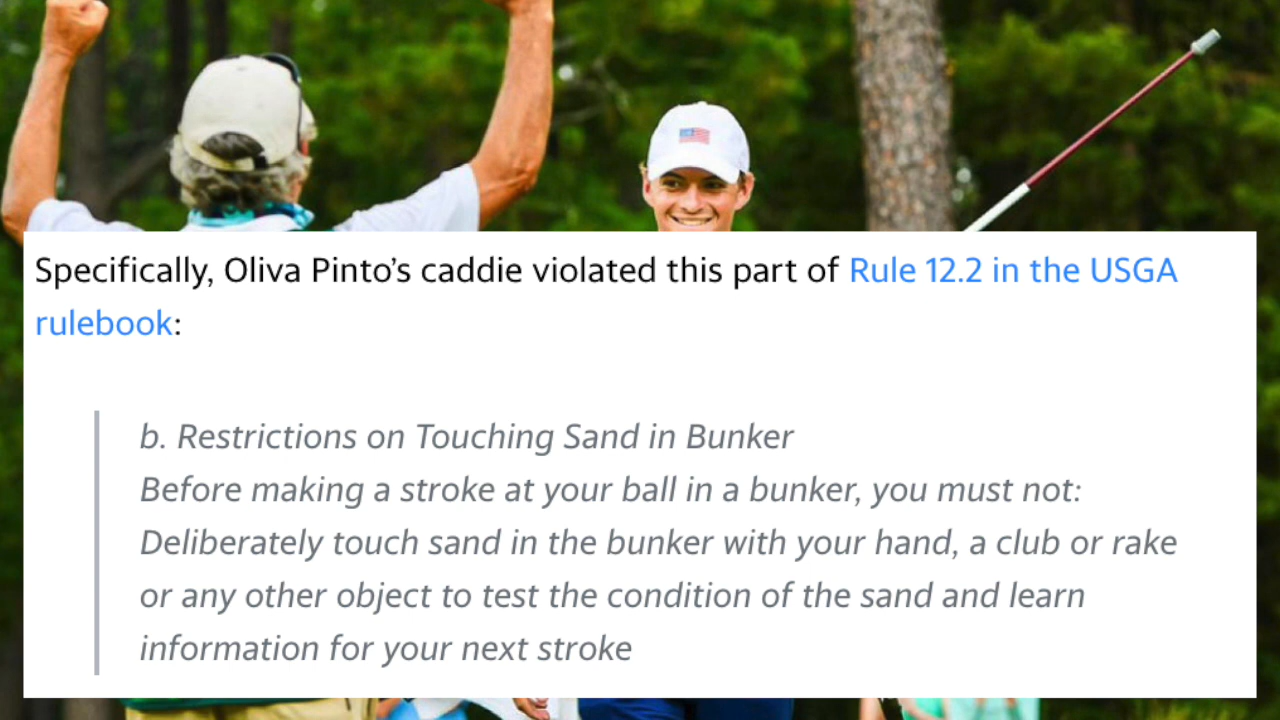 Specifically, Oliva Pinto’s caddie violated this part of Rule 12.2 in the USGA
rulebook:
b. Restrictions on Touching Sand in Bunker
Before making a stroke at your ball in a bunker, you must not:
Deliberately touch sand in the bunker with your hand, a club or rake
or any other object to test the condition of the sand and learn
information for your next stroke